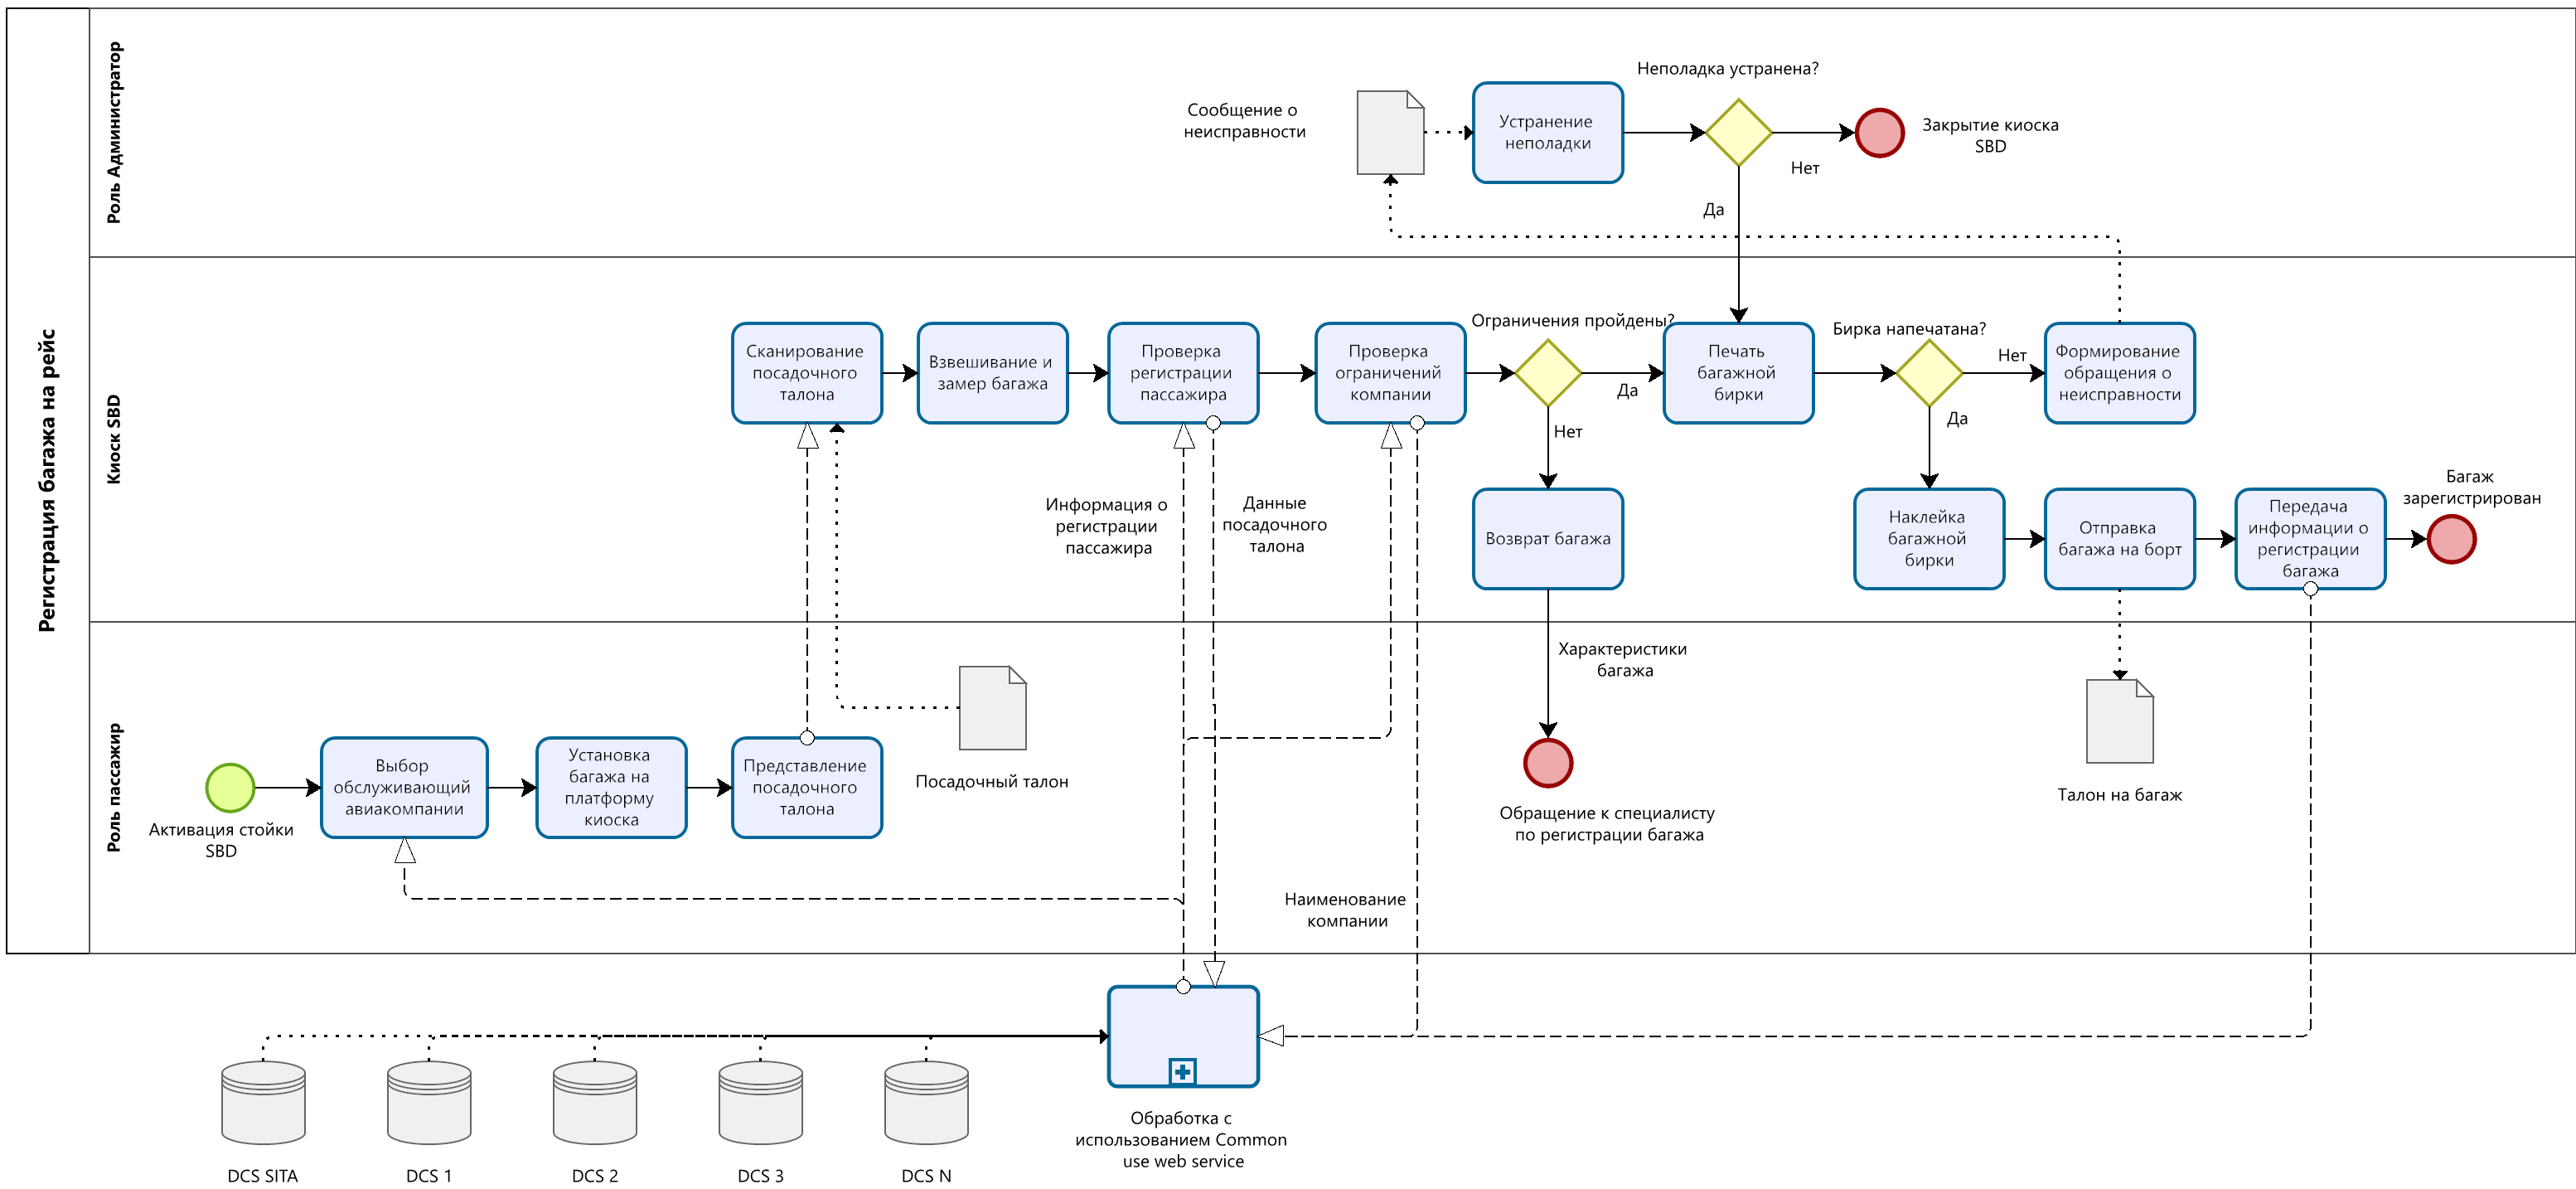 Регистрация багажа на рейс
Роль Администратор
Сообщение о
неисправности
Устранение
неполадки
Неполадка устранена?
Нет
Да
Закрытие киоска
SBD
Киоск SBD
Сканирование
посадочного
талона
Взвешивание и
замер багажа
Проверка
регистрации
пассажира
Проверка
ограничений
компании
Ограничения пройдены?
Да
Нет
Печать
багажной
бирки
Бирка напечатана?
Нет
Да
Формирование
обращения о
неисправности
Информация о
регистрации
пассажира
Данные
посадочного
талона
Возврат багажа
Наклейка
багажной
бирки
Отправка
багажа на борт
Передача
информации о
регистрации
багажа
Багаж
зарегистрирован
Роль пассажир
Активация стойки
SBD
Выбор
обслуживающий
авиакомпании
Установка
багажа на
платформу
киоска
Представление
посадочного
талона
Посадочный талон
Характеристики
багажа
Обращение к специалисту
по регистрации багажа
Талон на багаж
Наименование
компании
DCS SITA
DCS 1
DCS 2
DCS 3
DCS N
Обработка с
использованием Common
use web service